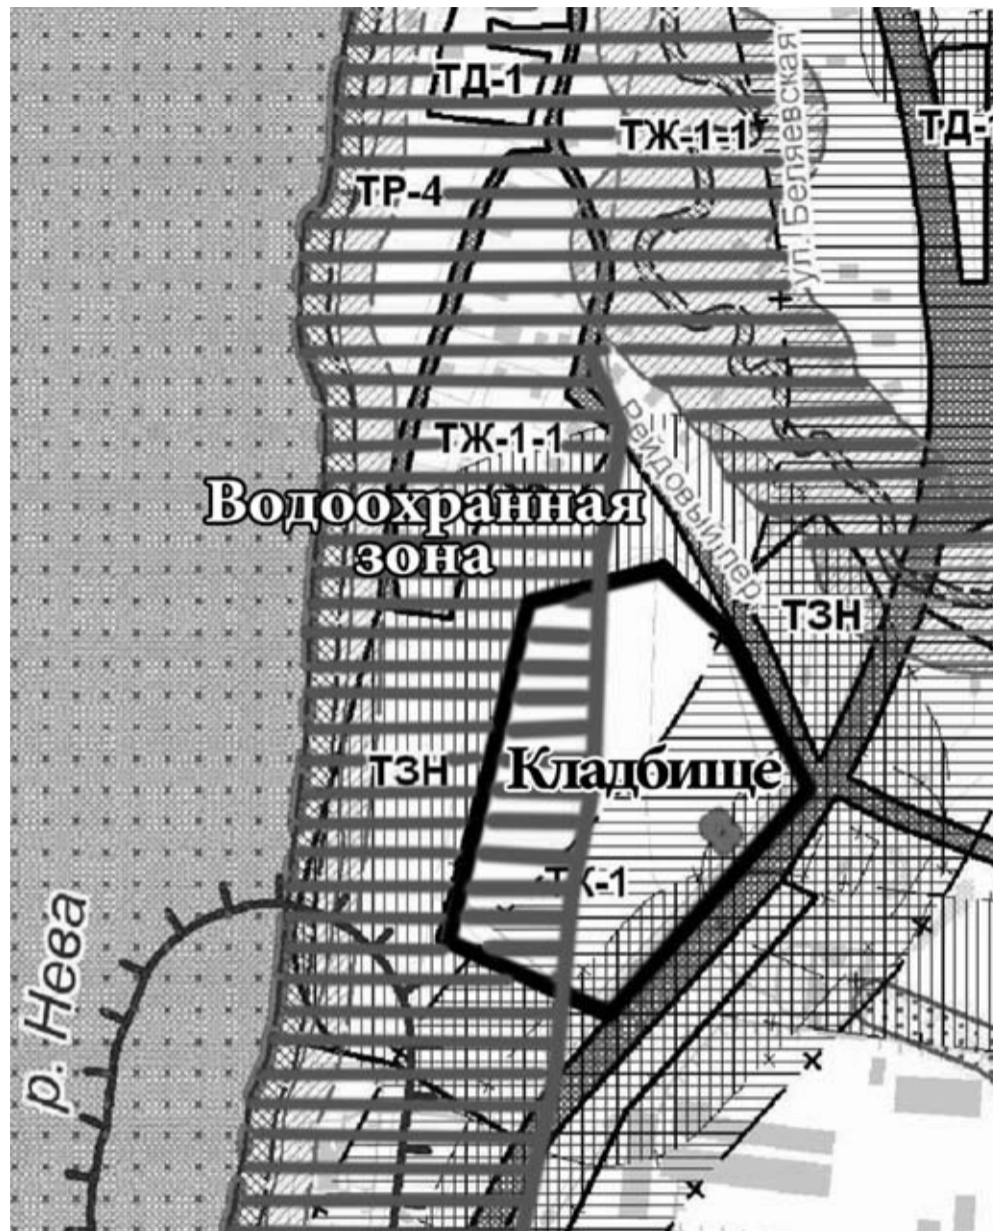 ТД-1
ул. Беляевская
ТЖ-1-1
ТД-1
ТР-4
ТЖ-1-1
Рейдовый пер
Водоохранная
зона
ТЗН
ТЗН
Кладбище
ТК-1
р. Нева